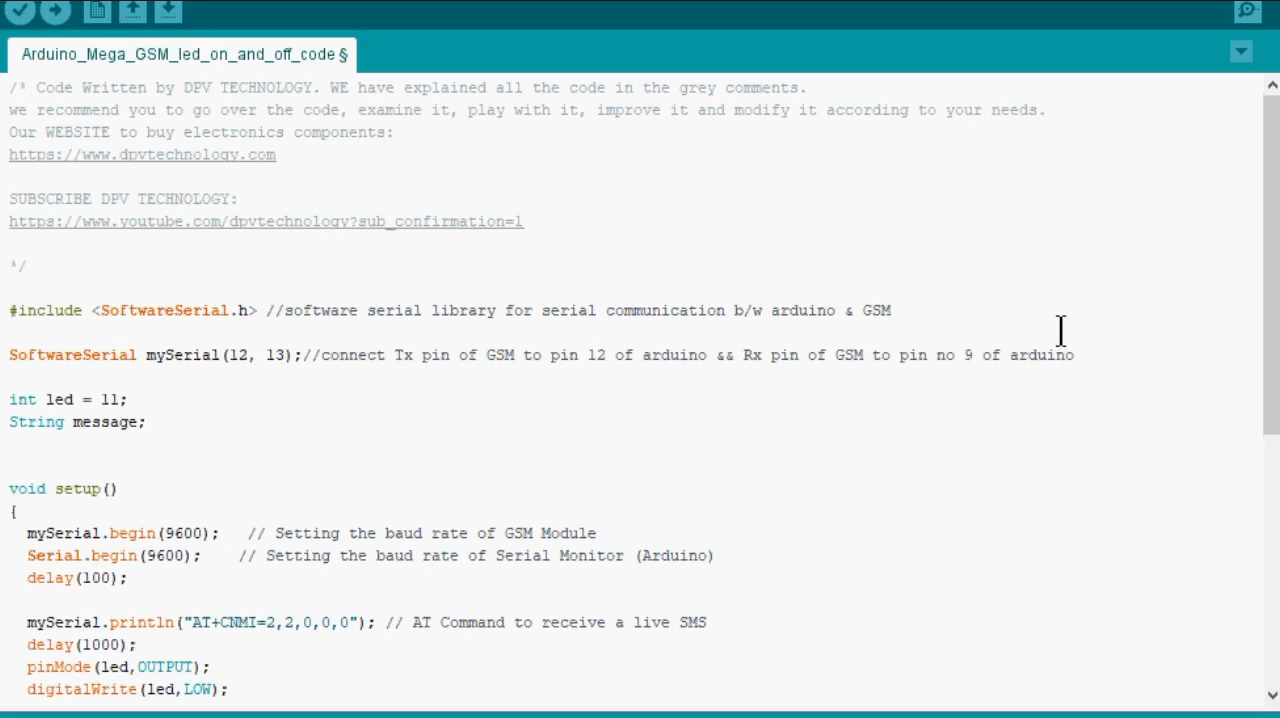 Arduino_Mega_GSM_led_on_and_off_code §
/* Code Written by DPV TECHNOLOGY. WE have explained all the code in the grey comments.
we recommend you to go over the code, examine it, play with it, improve it and modify it according to your needs.
Our WEBSITE to buy electronics components:
https://www.dpvtechnology.com
SUBSCRIBE DPV TECHNOLOGY:
https://www.youtube.com/dpvtechnology?sub_confirmation=1
*/
#include <SoftwareSerial.h> //software serial library for serial communication b/w arduino & GSM
SoftwareSerial mySerial(12, 13);//connect Tx pin of GSM to pin 12 of arduino && Rx pin of GSM to pin no 9 of arduino
int led = 11;
String message;
void setup()
{
mySerial.begin(9600);   // Setting the baud rate of GSM Module
Serial.begin(9600);    // Setting the baud rate of Serial Monitor (Arduino)
delay(100);
mySerial.println("AT+CNMI=2,2,0,0,0"); // AT Command to receive a live SMS
delay(1000);
pinMode(led,OUTPUT);
digitalWrite(led,LOW);